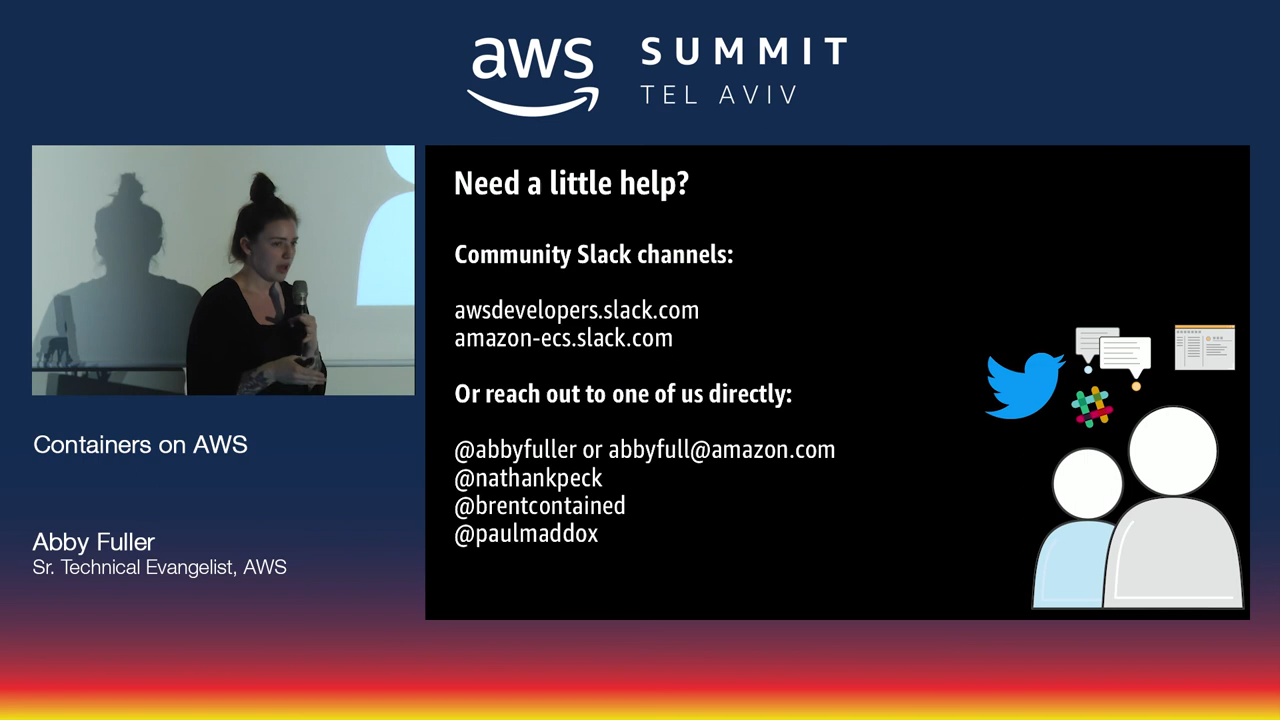 aws
SUMMIT
TEL AVIV
Need a little help?
Community Slack channels:
awsdevelopers.slack.com
amazon-ecs.slack.com
Or reach out to one of us directly:
@abbyfuller or abbyfull@amazon.com
@nathankpeck
@brentcontained
@paulmaddox
Containers on AWS
Abby Fuller
Sr. Technical Evangelist, AWS